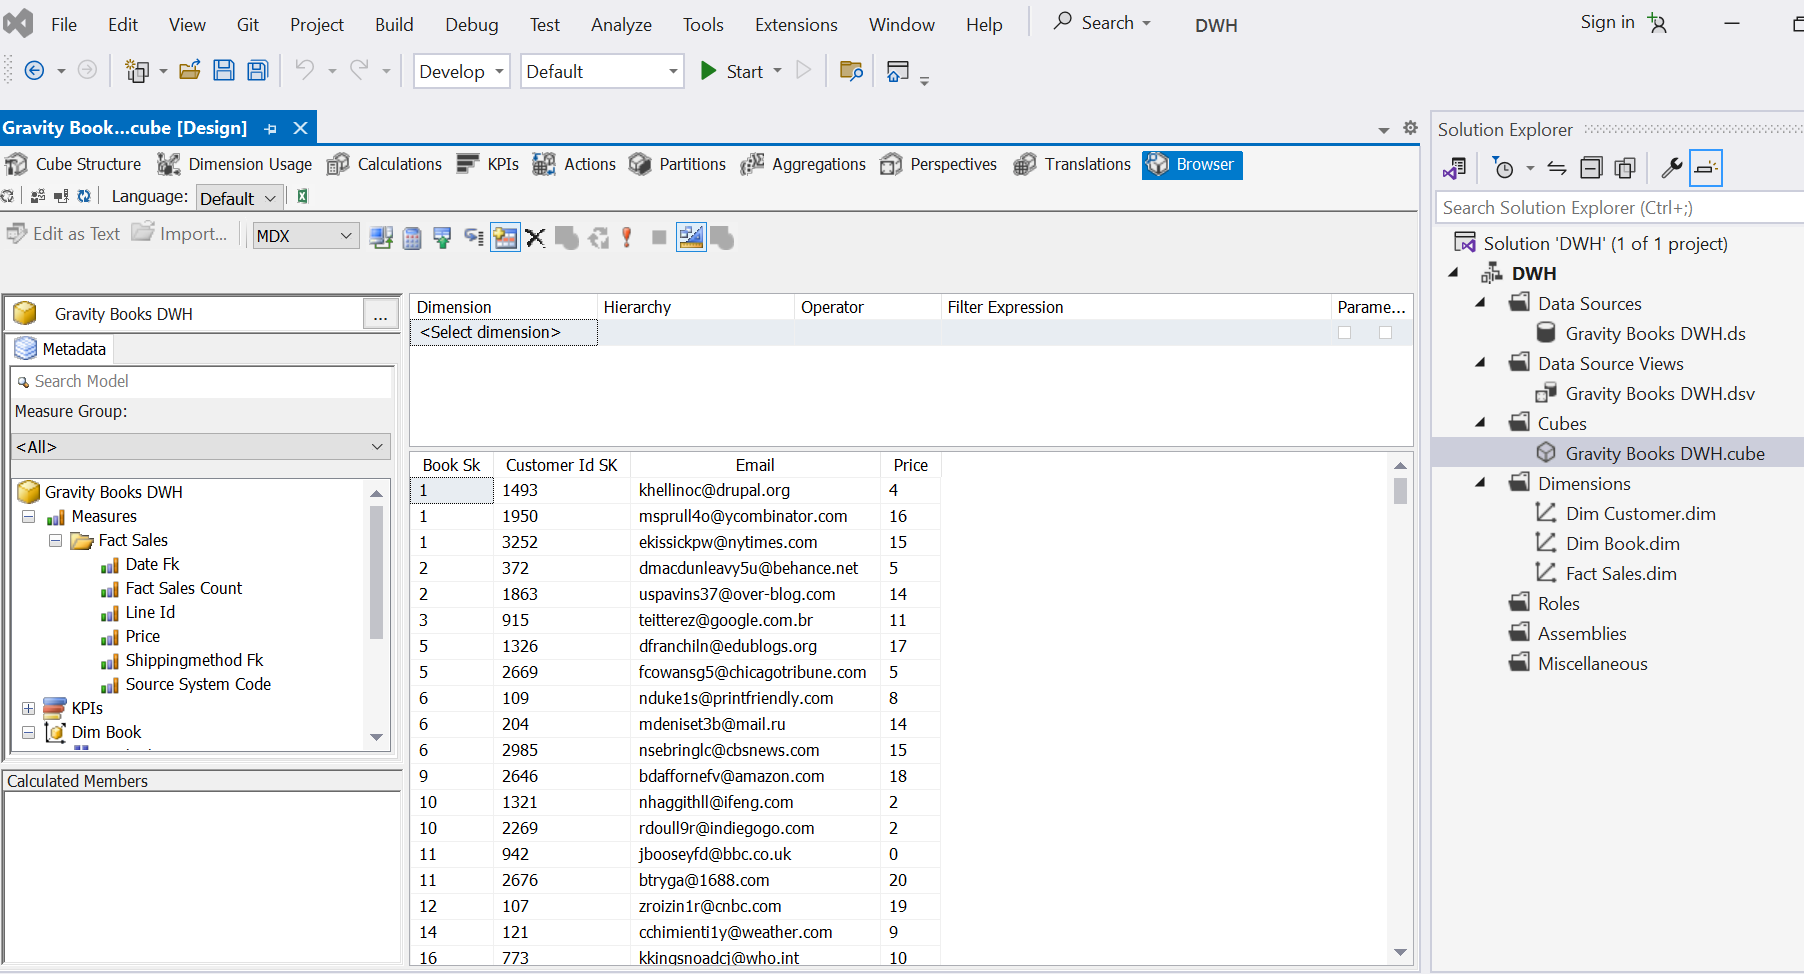 File Edit View Git Project Build Debug Test Analyze Tools Extensions Window Help Search DWH Sign in
Develop Default Start
Gravity Book...cube [Design]
Cube Structure Dimension Usage Calculations KPIs Actions Partitions Aggregations Perspectives Translations Browser
Language: Default
Edit as Text Import... MDX
Gravity Books DWH ...
Metadata
Search Model
Measure Group:
<All>
Gravity Books DWH
Measures
Fact Sales
Date Fk
Fact Sales Count
Line Id
Price
Shippingmethod Fk
Source System Code
KPIs
Dim Book
Calculated Members
Dimension Hierarchy Operator Filter Expression Parame...
<Select dimension>
Book Sk Customer Id SK Email Price
1 1493 khellinoc@drupal.org 4
1 1950 msprull4o@ycombinator.com 16
1 3252 ekissickpw@nytimes.com 15
2 372 dmacdunleavy5u@behance.net 5
2 1863 uspavins37@over-blog.com 14
3 915 teitterez@google.com.br 11
5 1326 dfranchiln@edublogs.org 17
5 2669 fcowansg5@chicagotribune.com 5
6 109 nduke1s@printfriendly.com 8
6 204 mdeniset3b@mail.ru 14
6 2985 nsebringlc@cbsnews.com 15
9 2646 bdaffornefv@amazon.com 18
10 1321 nhaggithll@ifeng.com 2
10 2269 rdoull9r@indiegogo.com 2
11 942 jbooseyfd@bbc.co.uk 0
11 2676 btryga@1688.com 20
12 107 zroizin1r@cnbc.com 19
14 121 cchimienti1y@weather.com 9
16 773 kkingsnoadcj@who.int 10
Solution Explorer
Search Solution Explorer (Ctrl+;)
Solution 'DWH' (1 of 1 project)
DWH
Data Sources
Gravity Books DWH.ds
Data Source Views
Gravity Books DWH.dsv
Cubes
Gravity Books DWH.cube
Dimensions
Dim Customer.dim
Dim Book.dim
Fact Sales.dim
Roles
Assemblies
Miscellaneous